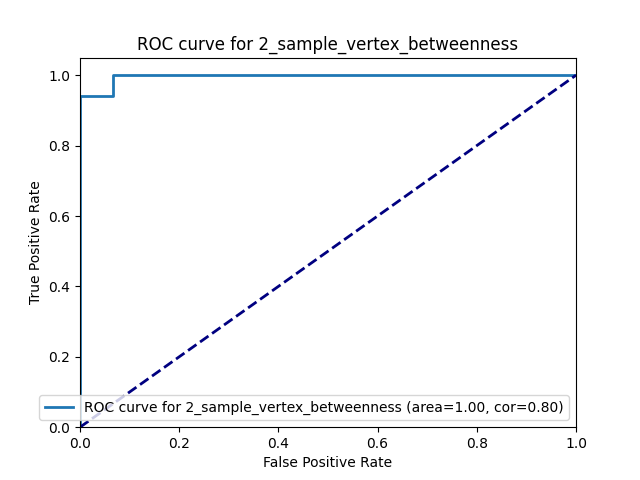 ROC curve for 2_sample_vertex_betweenness
1.0
0.8
0.6
0.4
0.2
0.0
True Positive Rate
ROC curve for 2_sample_vertex_betweenness (area=1.00, cor=0.80)
0.0 0.2 0.4 0.6 0.8 1.0
False Positive Rate